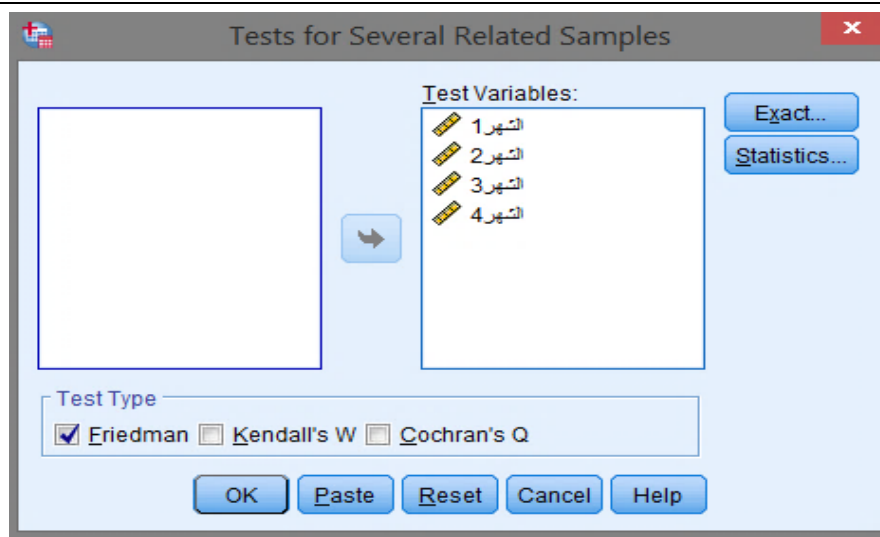 Tests for Several Related Samples
Test Variables:
الشهر1
الشهر2
الشهر3
الشهر4
Exact...
Statistics...
Test Type
Friedman Kendall's W Cochran's Q
OK Paste Reset Cancel Help